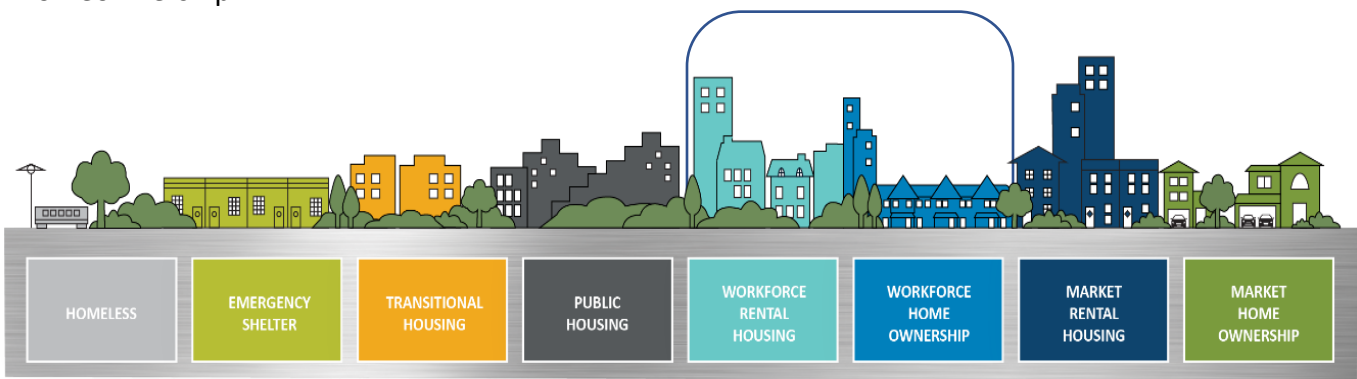 HOMELESS
EMERGENCY
SHELTER
TRANSITIONAL
HOUSING
PUBLIC
HOUSING
WORKFORCE
RENTAL
HOUSING
WORKFORCE
HOME
OWNERSHIP
MARKET
RENTAL
HOUSING
MARKET
HOME
OWNERSHIP